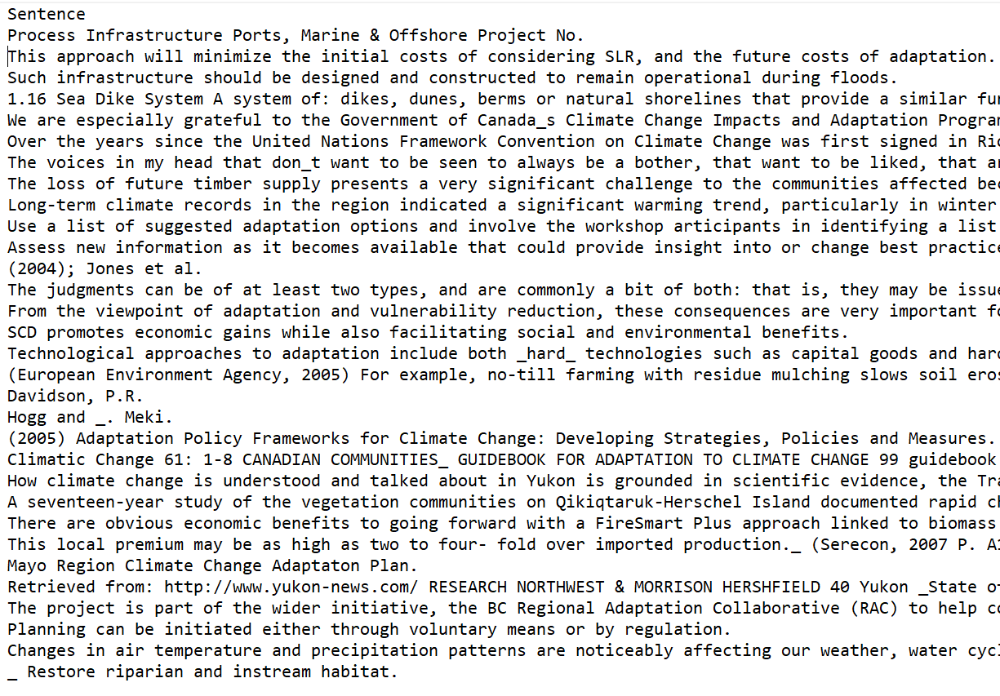 Sentence
Process Infrastructure Ports, Marine & Offshore Project No.
This approach will minimize the initial costs of considering SLR, and the future costs of adaptation.
Such infrastructure should be designed and constructed to remain operational during floods.
1.16 Sea Dike System A system of: dikes, dunes, berms or natural shorelines that provide a similar fu
We are especially grateful to the Government of Canada_s Climate Change Impacts and Adaptation Progra
Over the years since the United Nations Framework Convention on Climate Change was first signed in Ri
The voices in my head that don_t want to be seen to always be a bother, that want to be liked, that a
The loss of future timber supply presents a very significant challenge to the communities affected be
Long-term climate records in the region indicated a significant warming trend, particularly in winter
Use a list of suggested adaptation options and involve the workshop articipants in identifying a list
Assess new information as it becomes available that could provide insight into or change best practice
(2004); Jones et al.
The judgments can be of at least two types, and are commonly a bit of both: that is, they may be issu
From the viewpoint of adaptation and vulnerability reduction, these consequences are very important fo
SCD promotes economic gains while also facilitating social and environmental benefits.
Technological approaches to adaptation include both _hard_ technologies such as capital goods and hard
(European Environment Agency, 2005) For example, no-till farming with residue mulching slows soil eros
Davidson, P.R.
Hogg and _. Meki.
(2005) Adaptation Policy Frameworks for Climate Change: Developing Strategies, Policies and Measures.
Climatic Change 61: 1-8 CANADIAN COMMUNITIES_ GUIDEBOOK FOR ADAPTATION TO CLIMATE CHANGE 99 guidebook
How climate change is understood and talked about in Yukon is grounded in scientific evidence, the Tra
A seventeen-year study of the vegetation communities on Qikiqtaruk-Herschel Island documented rapid ch
There are obvious economic benefits to going forward with a FireSmart Plus approach linked to biomass
This local premium may be as high as two to four- fold over imported production._ (Serecon, 2007 P. A1
Mayo Region Climate Change Adaptaton Plan.
Retrieved from: http://www.yukon-news.com/ RESEARCH NORTHWEST & MORRISON HERSHFIELD 40 Yukon _State o
The project is part of the wider initiative, the BC Regional Adaptation Collaborative (RAC) to help co
Planning can be initiated either through voluntary means or by regulation.
Changes in air temperature and precipitation patterns are noticeably affecting our weather, water cycl
_ Restore riparian and instream habitat.